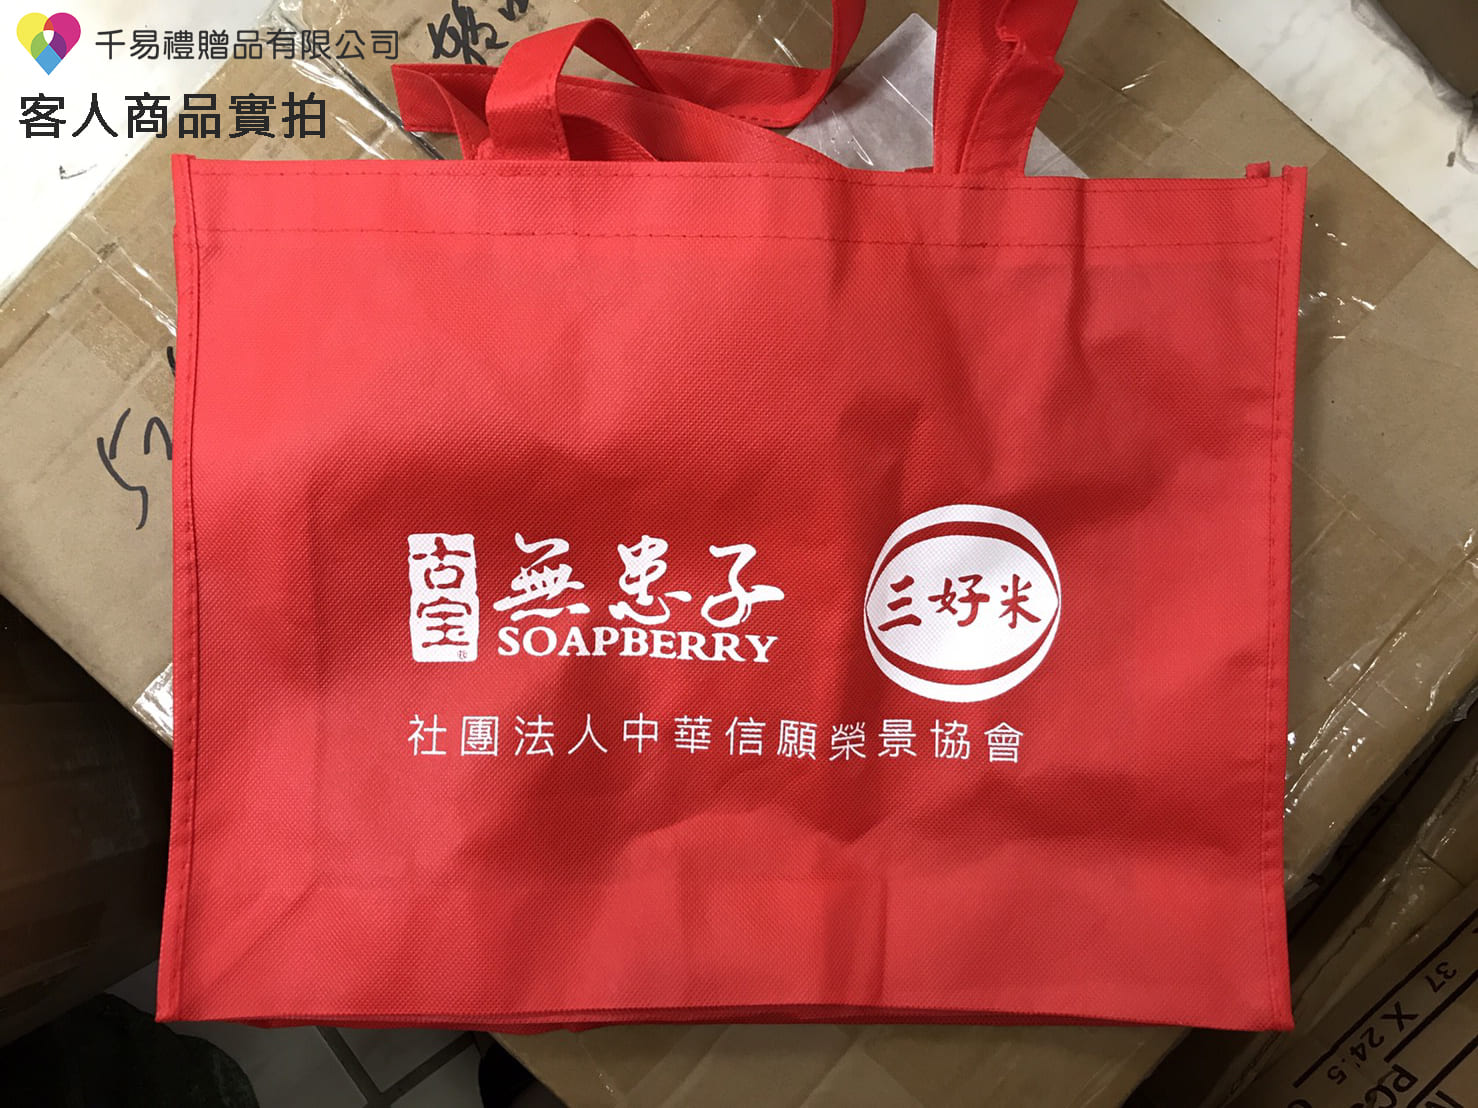 千易禮贈品有限公司
客人商品實拍
古宝
無患子
SOAPBERRY
三好米
社團法人中華信願榮景協會
37 X 24.5